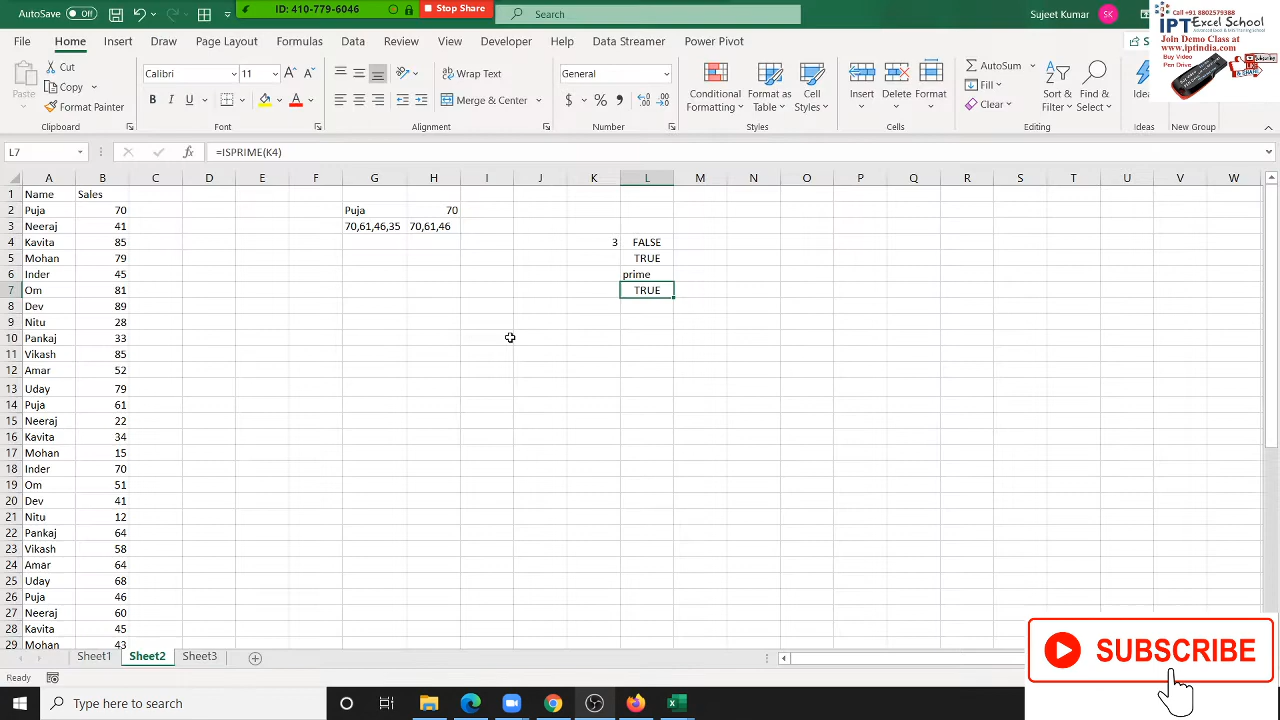 AutoSave Off
ID: 410-779-6046
Stop Share
Search
Sujeet Kumar
SK
Call +91 8802579388
IPT Excel School
Join Demo Class at
www.iptindia.com
Buy Video
Pen Drive
File Home Insert Draw Page Layout Formulas Data Review View Developer Help Data Streamer Power Pivot
Paste
Cut
Copy
Format Painter
Clipboard
Calibri 11
B I U
Font
Wrap Text
Merge & Center
Alignment
General
$ % ,
Number
Conditional Formatting
Format as Table
Cell Styles
Styles
Insert Delete Format
Cells
AutoSum
Fill
Clear
Sort & Filter
Find & Select
Editing
Ideas
New Group
L7 fx =ISPRIME(K4)
A B C D E F G H I J K L M N O P Q R S T U V W
1 Name Sales
2 Puja 70 Puja 70
3 Neeraj 41 70,61,46,35 70,61,46
4 Kavita 85 3 FALSE
5 Mohan 79 TRUE
6 Inder 45 prime
7 Om 81 TRUE
8 Dev 89
9 Nitu 28
10 Pankaj 33
11 Vikash 85
12 Amar 52
13 Uday 79
14 Puja 61
15 Neeraj 22
16 Kavita 34
17 Mohan 15
18 Inder 70
19 Om 51
20 Dev 41
21 Nitu 12
22 Pankaj 64
23 Vikash 58
24 Amar 64
25 Uday 68
26 Puja 46
27 Neeraj 60
28 Kavita 45
29 Mohan 43
Sheet1 Sheet2 Sheet3
Ready
SUBSCRIBE
Type here to search